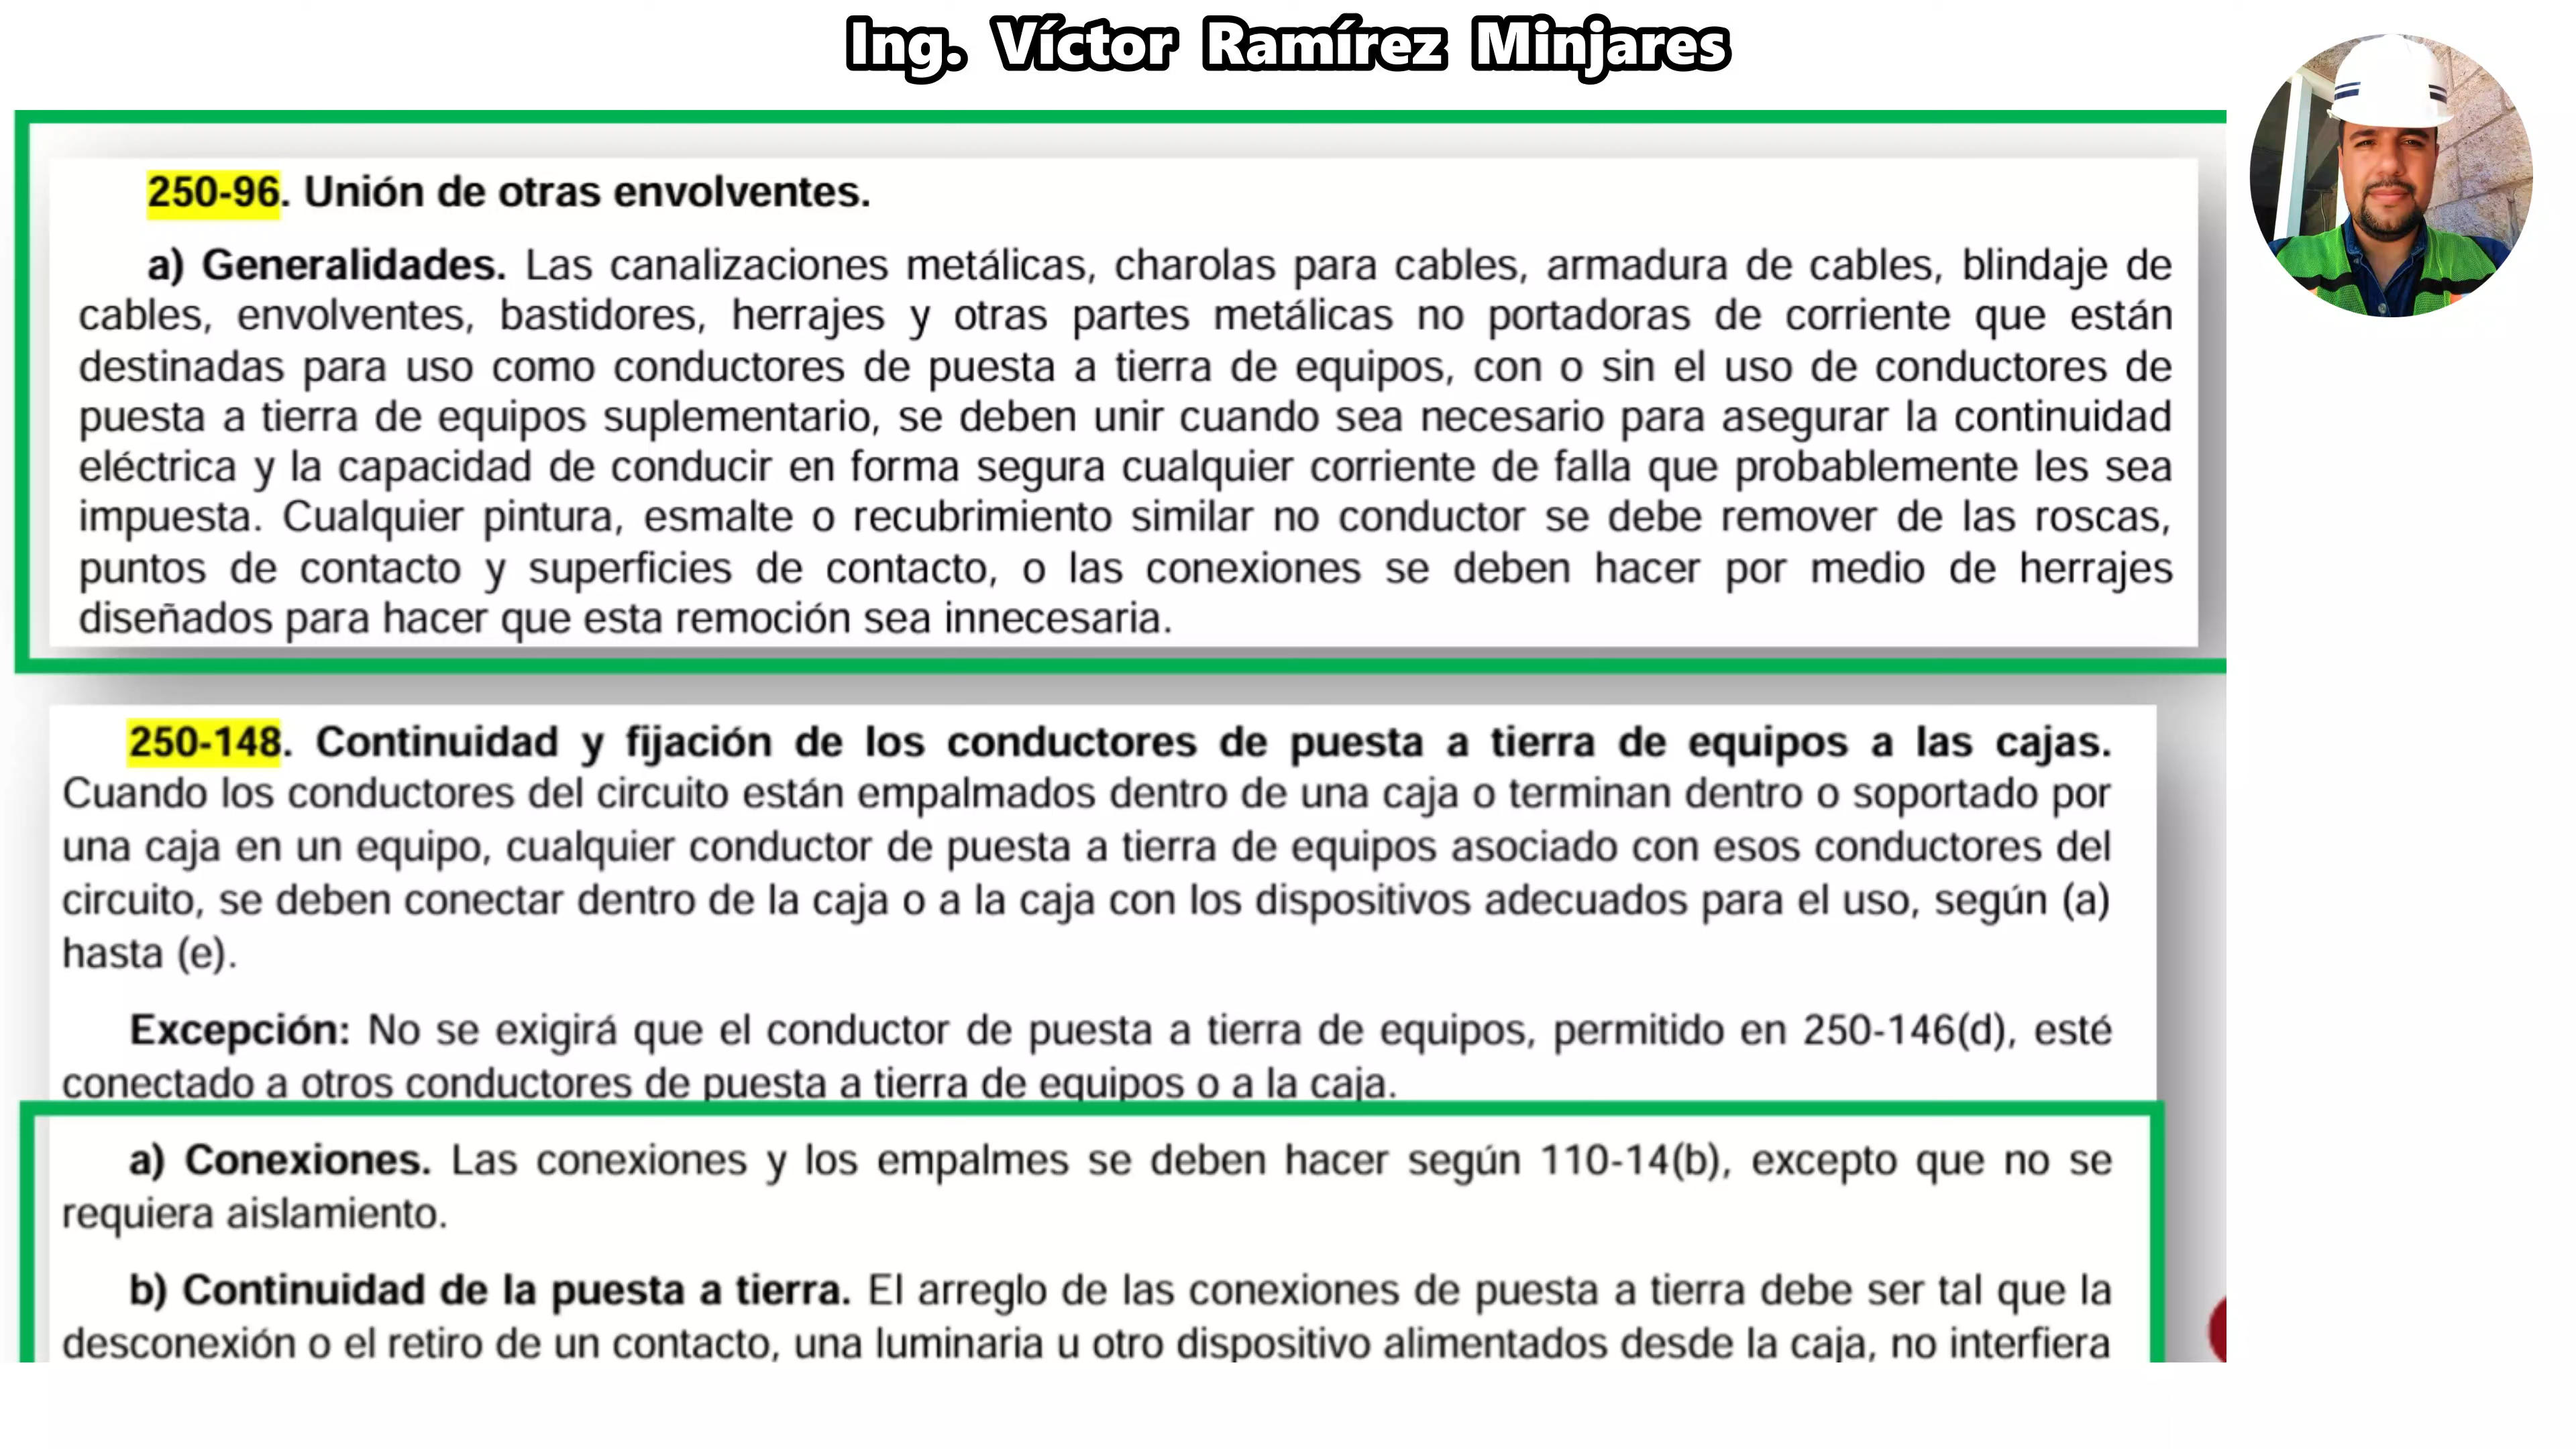 Ing. Víctor Ramírez Minjares
250-96. Unión de otras envolventes.
a) Generalidades. Las canalizaciones metálicas, charolas para cables, armadura de cables, blindaje de
cables, envolventes, bastidores, herrajes y otras partes metálicas no portadoras de corriente que están
destinadas para uso como conductores de puesta a tierra de equipos, con o sin el uso de conductores de
puesta a tierra de equipos suplementario, se deben unir cuando sea necesario para asegurar la continuidad
eléctrica y la capacidad de conducir en forma segura cualquier corriente de falla que probablemente les sea
impuesta. Cualquier pintura, esmalte o recubrimiento similar no conductor se debe remover de las roscas,
puntos de contacto y superficies de contacto, o las conexiones se deben hacer por medio de herrajes
diseñados para hacer que esta remoción sea innecesaria.
250-148. Continuidad y fijación de los conductores de puesta a tierra de equipos a las cajas.
Cuando los conductores del circuito están empalmados dentro de una caja o terminan dentro o soportado por
una caja en un equipo, cualquier conductor de puesta a tierra de equipos asociado con esos conductores del
circuito, se deben conectar dentro de la caja o a la caja con los dispositivos adecuados para el uso, según (a)
hasta (e).
Excepción: No se exigirá que el conductor de puesta a tierra de equipos, permitido en 250-146(d), esté
conectado a otros conductores de puesta a tierra de equipos o a la caja.
a) Conexiones. Las conexiones y los empalmes se deben hacer según 110-14(b), excepto que no se
requiera aislamiento.
b) Continuidad de la puesta a tierra. El arreglo de las conexiones de puesta a tierra debe ser tal que la
desconexión o el retiro de un contacto, una luminaria u otro dispositivo alimentados desde la caja, no interfiera